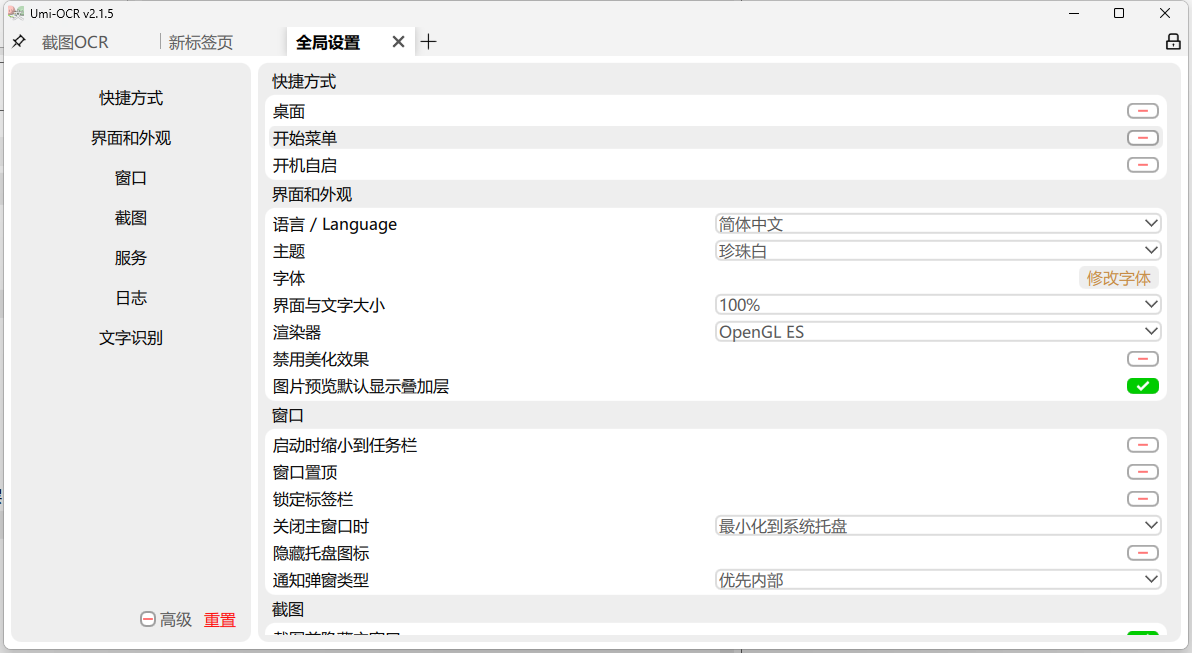 Umi-OCR v2.1.5
截图OCR
新标签页
全局设置
快捷方式
界面和外观
窗口
截图
服务
日志
文字识别
高级 重置
快捷方式
桌面
开始菜单
开机自启
界面和外观
语言 / Language 简体中文
主题 珍珠白
字体 修改字体
界面与文字大小 100%
渲染器 OpenGL ES
禁用美化效果
图片预览默认显示叠加层
窗口
启动时缩小到任务栏
窗口置顶
锁定标签栏
关闭主窗口时 最小化到系统托盘
隐藏托盘图标
通知弹窗类型 优先内部
截图